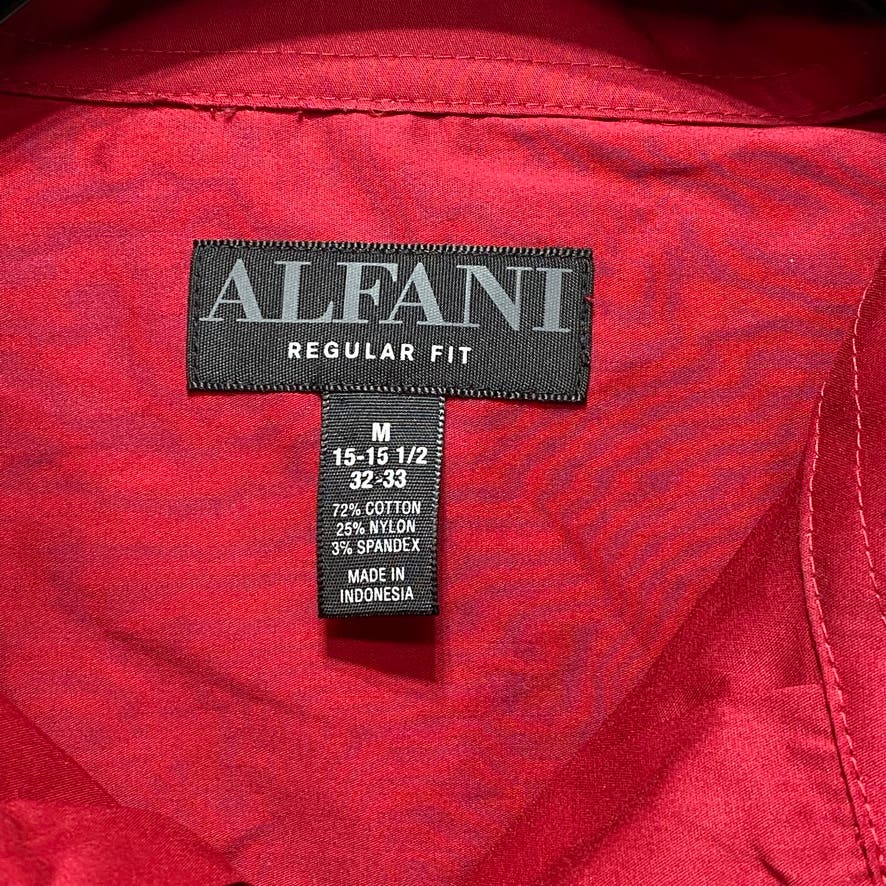 ALFANI
REGULAR FIT
M
15-15 1/2
32-33
72% COTTON
25% NYLON
3% SPANDEX
MADE IN
INDONESIA